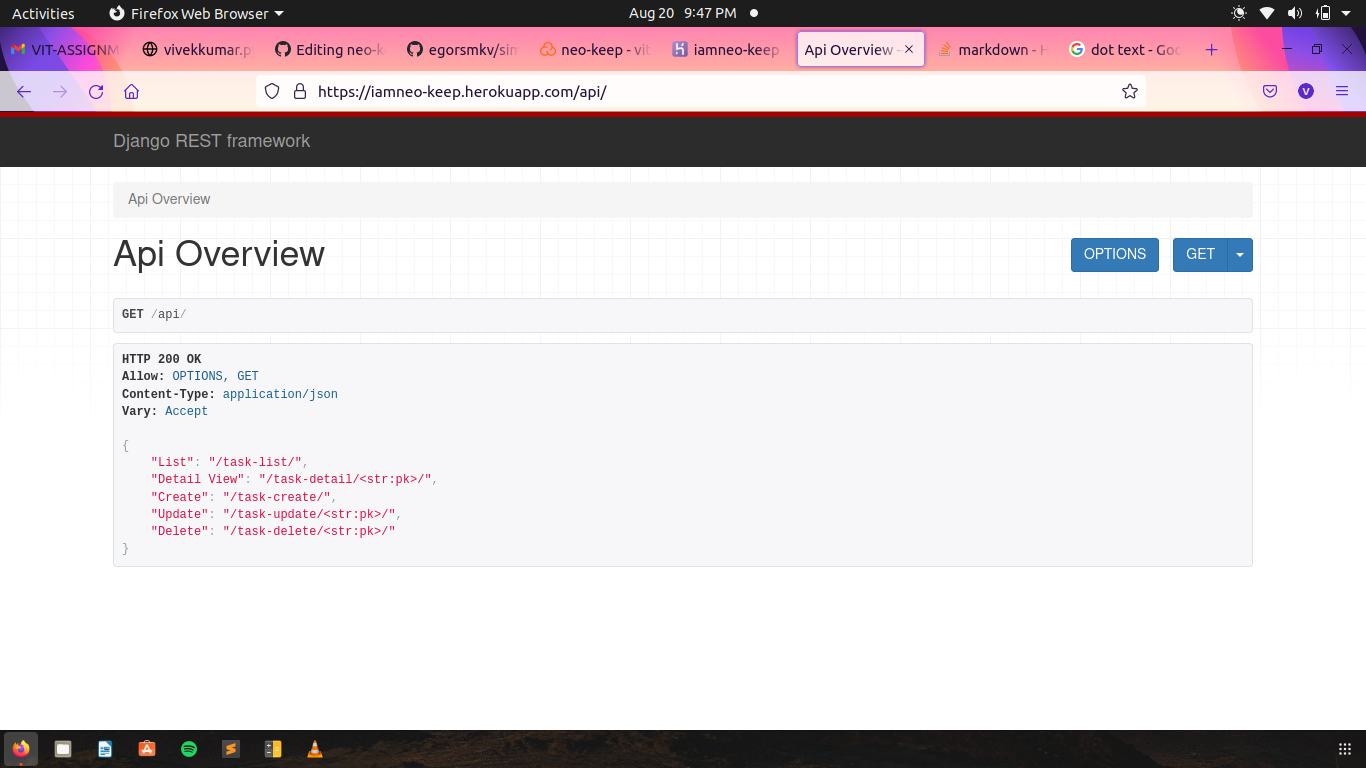 Activities Firefox Web Browser Aug 20 9:47 PM
VIT-ASSIGNM vivekkumar.p Editing neo-k egorsmkv/sim neo-keep - vit iamneo-keep Api Overview - markdown - H dot text - Goo
https://iamneo-keep.herokuapp.com/api/ V
Django REST framework
Api Overview
Api Overview OPTIONS GET
GET /api/
HTTP 200 OK
Allow: OPTIONS, GET
Content-Type: application/json
Vary: Accept
{
"List": "/task-list/",
"Detail View": "/task-detail/<str:pk>/",
"Create": "/task-create/",
"Update": "/task-update/<str:pk>/",
"Delete": "/task-delete/<str:pk>/"
}